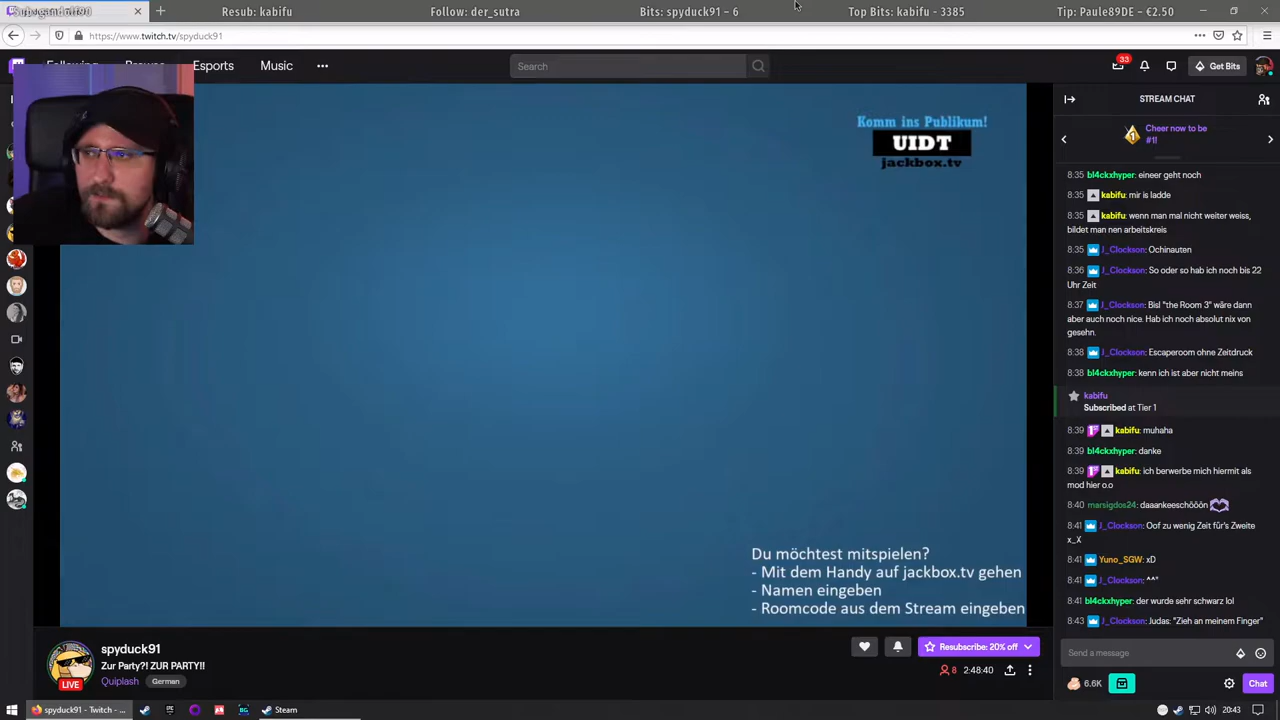 Resub: kabifu
Follow: der_sutra
Bits: spyduck91 - 6
Top Bits: kabifu - 3385
Tip: Paule89DE - €2.50
https://www.twitch.tv/spyduck91
Esports
Music
Search
33
Get Bits
Komm ins Publikum!
UIDT
jackbox.tv
Du möchtest mitspielen?
- Mit dem Handy auf jackbox.tv gehen
- Namen eingeben
- Roomcode aus dem Stream eingeben
STREAM CHAT
1
Cheer now to be
#1!
8:35 bl4ckxhyper: eineer geht noch
8:35 kabifu: mir is ladde
8:35 kabifu: wenn man mal nicht weiter weiss,
bildet man nen arbeitskreis
8:35 J_Clockson: Ochinauten
8:36 J_Clockson: So oder so hab ich noch bis 22
Uhr Zeit
8:37 J_Clockson: Bisl "the Room 3" wäre dann
aber auch noch nice. Hab ich noch absolut nix von
gesehn.
8:38 J_Clockson: Escaperoom ohne Zeitdruck
8:38 bl4ckxhyper: kenn ich ist aber nicht meins
kabifu
Subscribed at Tier 1
8:39 kabifu: muhaha
8:39 bl4ckxhyper: danke
8:39 kabifu: ich berwerbe mich hiermit als
mod hier o.o
8:40 marsigdos24: daaankeeschööön
8:41 J_Clockson: Oof zu wenig Zeit für's Zweite
x_X
8:41 Yuno_SGW: xD
8:41 J_Clockson: ^^"
8:41 bl4ckxhyper: der wurde sehr schwarz lol
8:43 J_Clockson: Judas: "Zieh an meinem Finger"
Send a message
6.6K
Chat
spyduck91
Zur Party?! ZUR PARTY!!
Quiplash
German
LIVE
Resubscribe: 20% off
8
2:48:40
spyduck91 - Twitch - ...
Steam
20:43